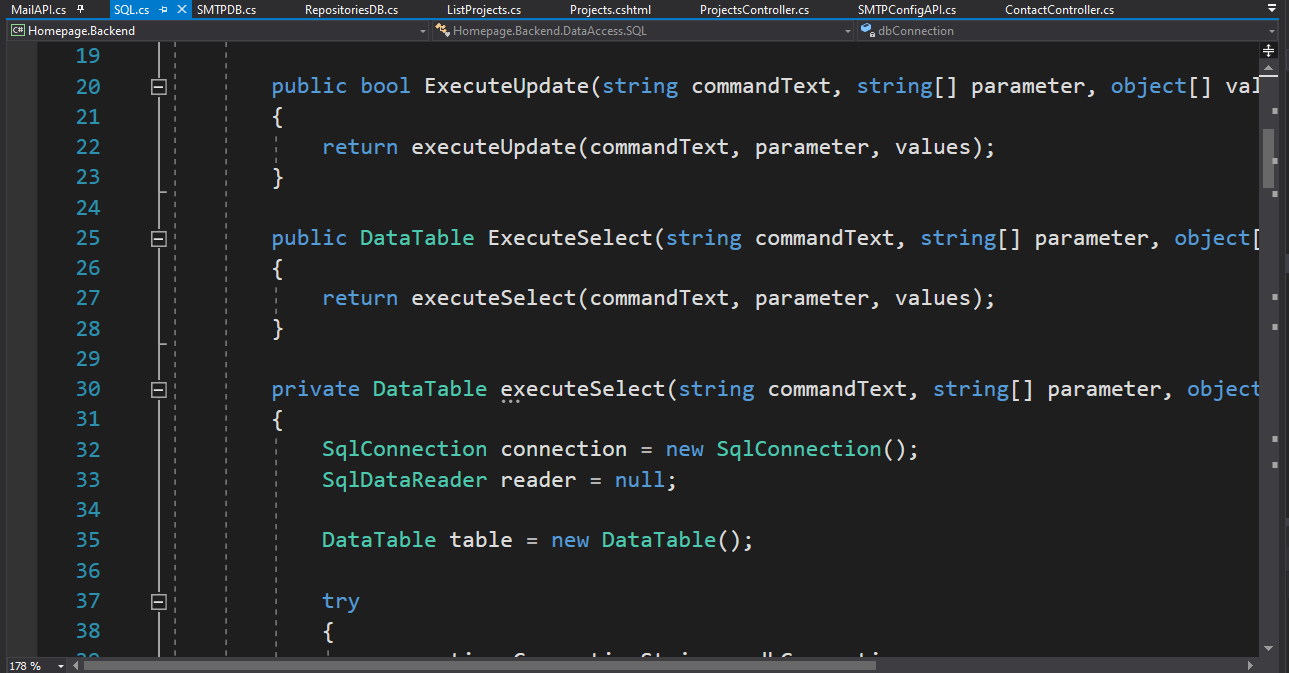 MailAPI.cs SQL.cs SMTPDB.cs RepositoriesDB.cs ListProjects.cs Projects.cshtml ProjectsController.cs SMTPConfigAPI.cs ContactController.cs
C# Homepage.Backend Homepage.Backend.DataAccess.SQL dbConnection
19
20 public bool ExecuteUpdate(string commandText, string[] parameter, object[] val
21 {
22 return executeUpdate(commandText, parameter, values);
23 }
24
25 public DataTable ExecuteSelect(string commandText, string[] parameter, object[
26 {
27 return executeSelect(commandText, parameter, values);
28 }
29
30 private DataTable executeSelect(string commandText, string[] parameter, object
31 {
32 SqlConnection connection = new SqlConnection();
33 SqlDataReader reader = null;
34
35 DataTable table = new DataTable();
36
37 try
38 {
178 %